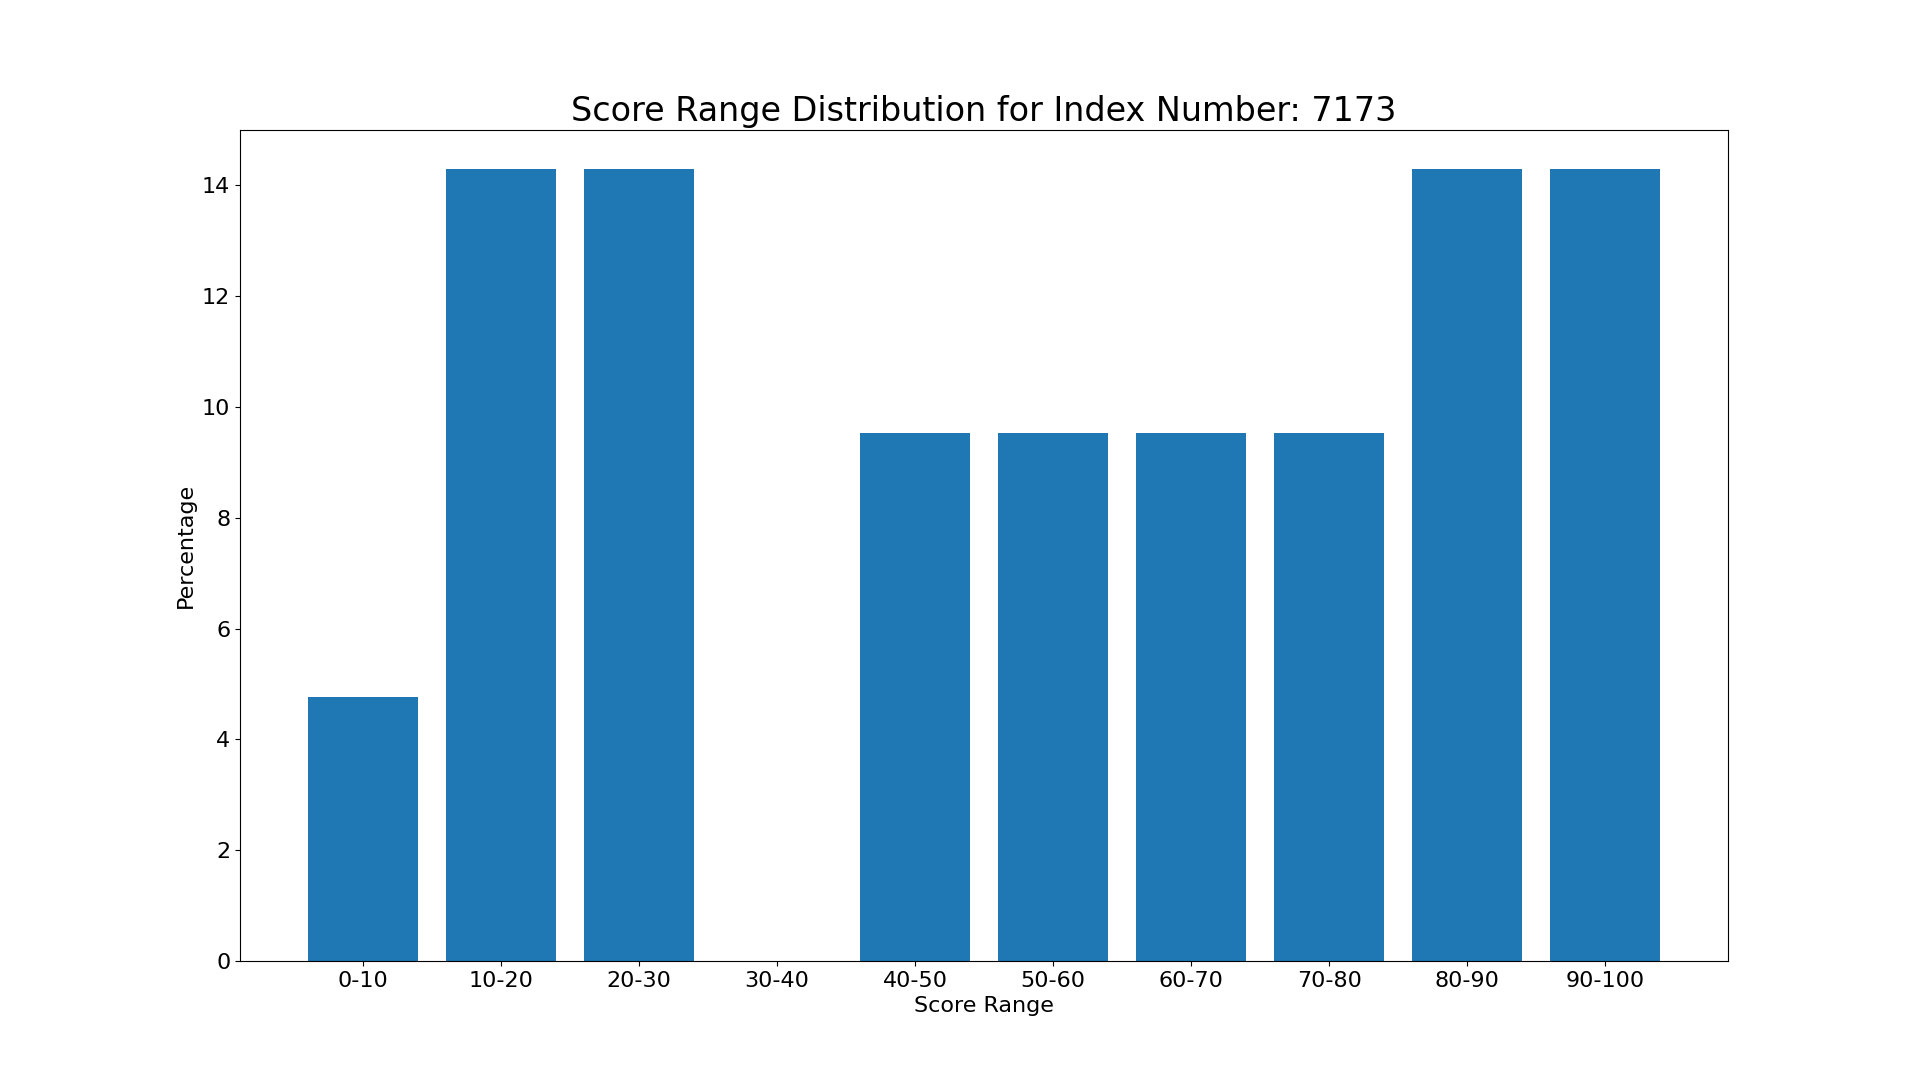 Score Range Distribution for Index Number: 7173
14
12
10
8
6
4
2
0
Percentage
0-10 10-20 20-30 30-40 40-50 50-60 60-70 70-80 80-90 90-100
Score Range